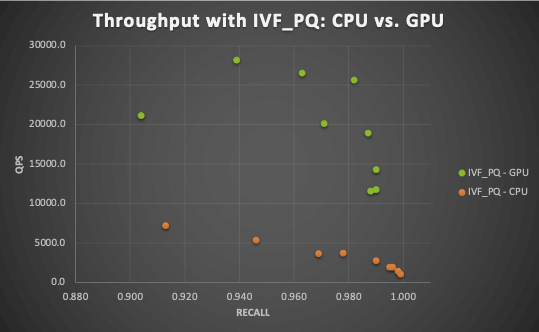 Throughput with IVF_PQ: CPU vs. GPU
30000.0
25000.0
20000.0
15000.0
10000.0
5000.0
0.0
QPS
0.880 0.900 0.920 0.940 0.960 0.980 1.000
RECALL
IVF_PQ - GPU
IVF_PQ - CPU